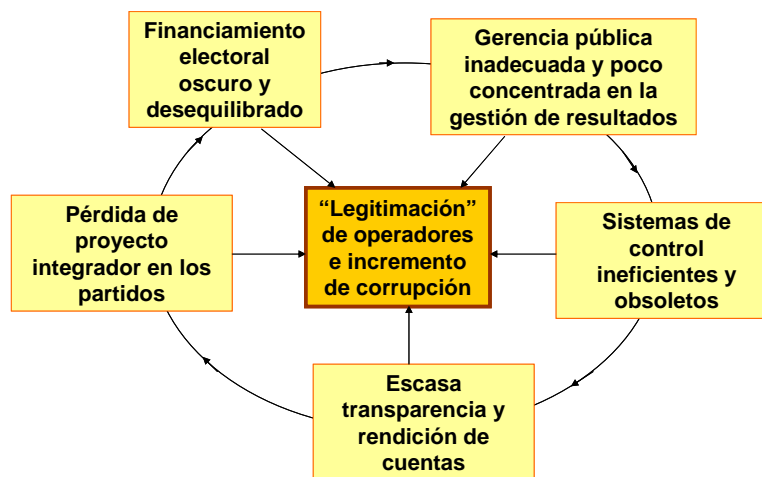 Financiamiento
electoral
oscuro y
desequilibrado
Gerencia pública
inadecuada y poco
concentrada en la
gestión de resultados
Pérdida de
proyecto
integrador en los
partidos
“Legitimación”
de operadores
e incremento
de corrupción
Sistemas de
control
ineficientes y
obsoletos
Escasa
transparencia y
rendición de
cuentas